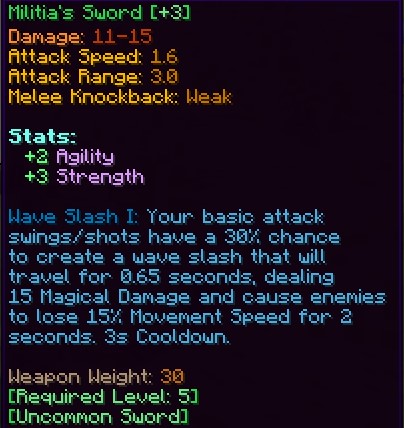 Militia's Sword [+3]
Damage: 11-15
Attack Speed: 1.6
Attack Range: 3.0
Melee Knockback: Weak
Stats:
+2 Agility
+3 Strength
Wave Slash I: Your basic attack
swings/shots have a 30% chance
to create a wave slash that will
travel for 0.65 seconds, dealing
15 Magical Damage and cause enemies
to lose 15% Movement Speed for 2
seconds. 3s Cooldown.
Weapon Weight: 30
[Required Level: 5]
[Uncommon Sword]